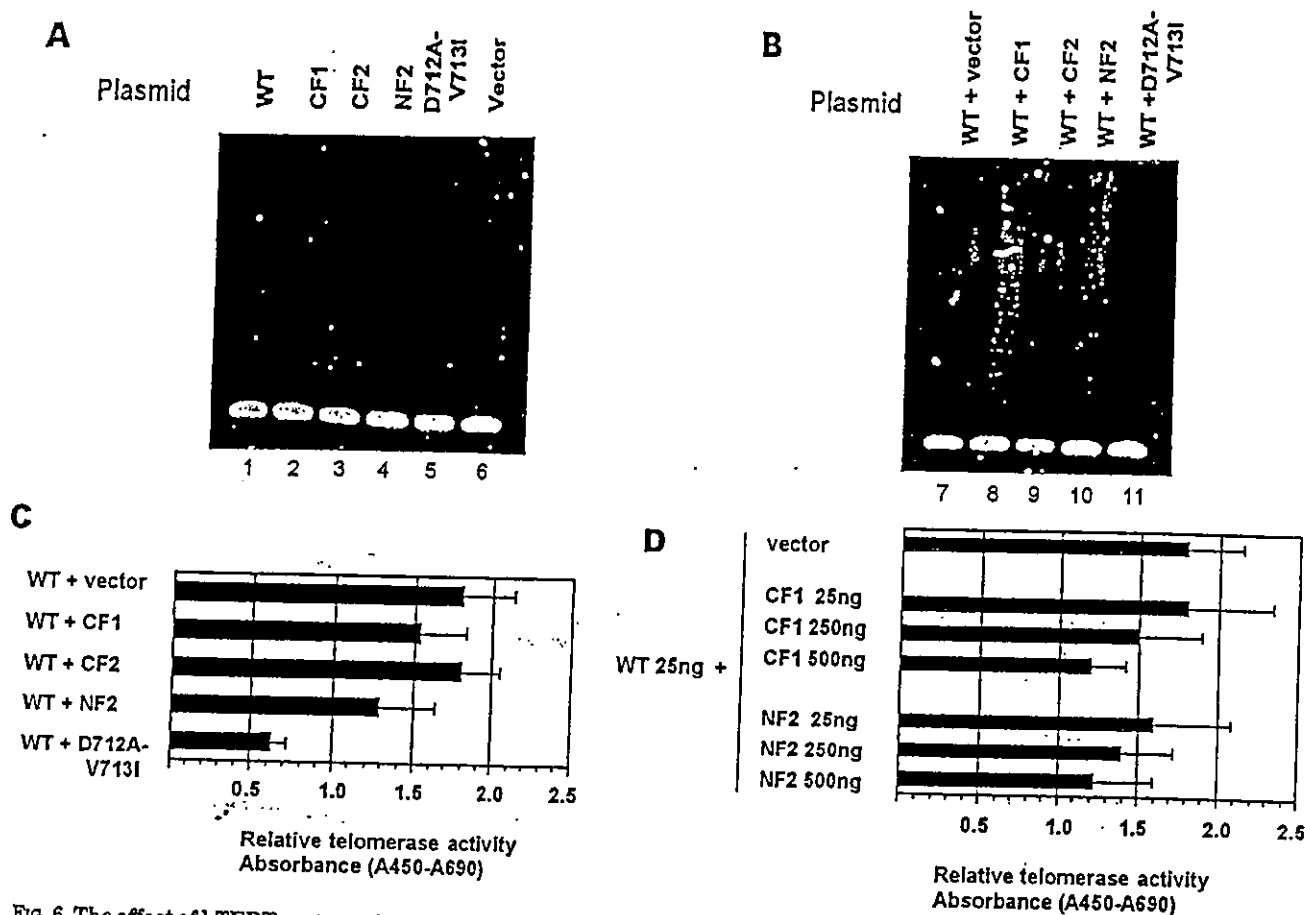 A
Plasmid
WT
CF1
CF2
NF2
D712A-
V713I
Vector
1 2 3 4 5 6
B
Plasmid
WT + vector
WT + CF1
WT + CF2
WT + NF2
WT +D712A-
V713I
7 8 9 10 11
C
WT + vector
WT + CF1
WT + CF2
WT + NF2
WT + D712A-
V713I
0.5 1.0 1.5 2.0 2.5
Relative telomerase activity
Absorbance (A450-A690)
D
WT 25ng +
vector
CF1 25ng
CF1 250ng
CF1 500ng
NF2 25ng
NF2 250ng
NF2 500ng
0.5 1.0 1.5 2.0 2.5
Relative telomerase activity
Absorbance (A450-A690)
FIG. 6 The effect of